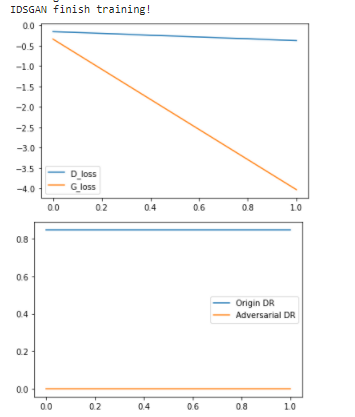 IDSGAN finish training!
0.0
-0.5
-1.0
-1.5
-2.0
-2.5
-3.0
-3.5
-4.0
D_loss
G_loss
0.0 0.2 0.4 0.6 0.8 1.0
0.8
0.6
0.4
0.2
0.0
Origin DR
Adversarial DR
0.0 0.2 0.4 0.6 0.8 1.0